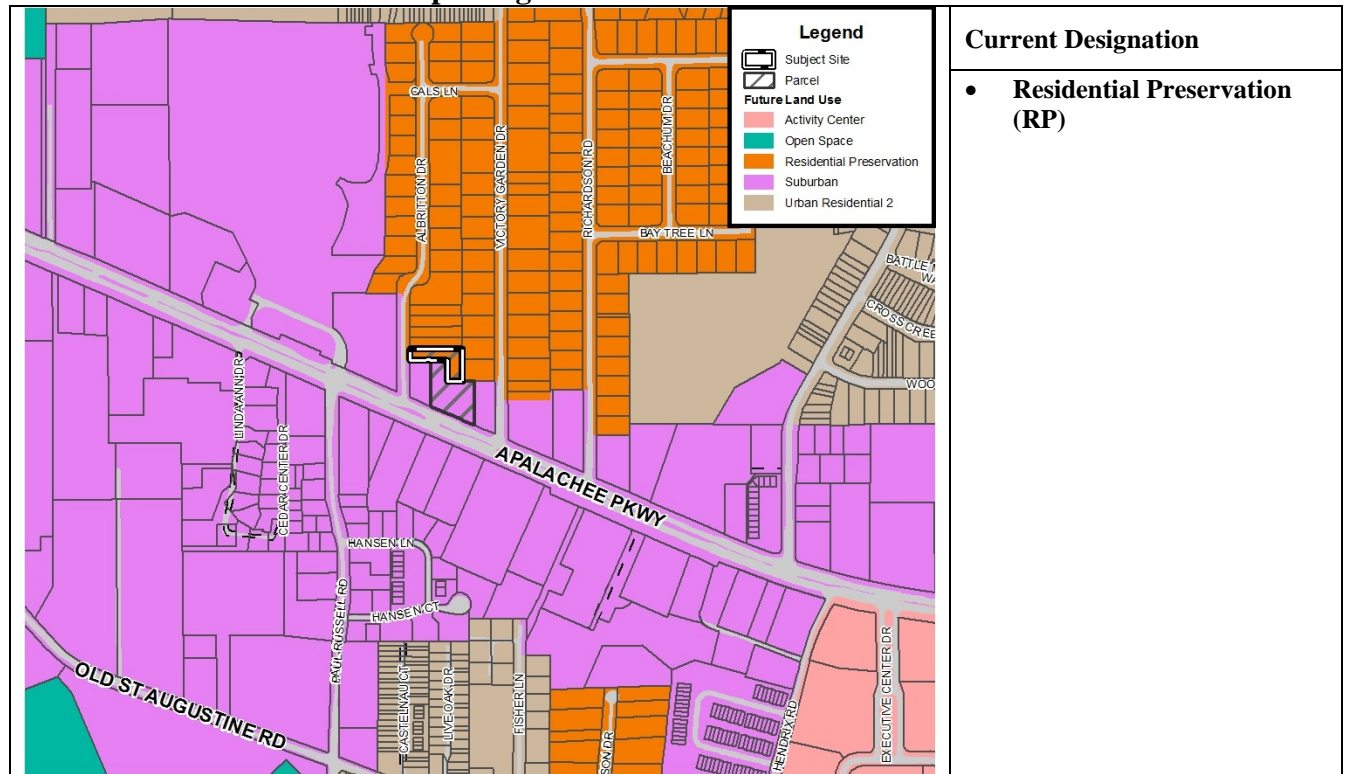 Legend
Subject Site
Parcel
Future Land Use
Activity Center
Open Space
Residential Preservation
Suburban
Urban Residential 2
Current Designation
• Residential Preservation
(RP)
CALS LN
ALBRITTON DR
VICTORY GARDEN DR
RICHARDSON RD
BEACHUM DR
BAY TREE LN
BATTLE
WA
CROSS CREE
WOO
LINDA ANN DR
CEDAR CENTER DR
APALACHEE PKWY
HANSEN LN
HANSEN CT
PAUL RUSSELL RD
OLD ST AUGUSTINE RD
CASTELNAU CT
LIVE OAK DR
FISHER LN
SON DR
HENDRIX RD
EXECUTIVE CENTER DR